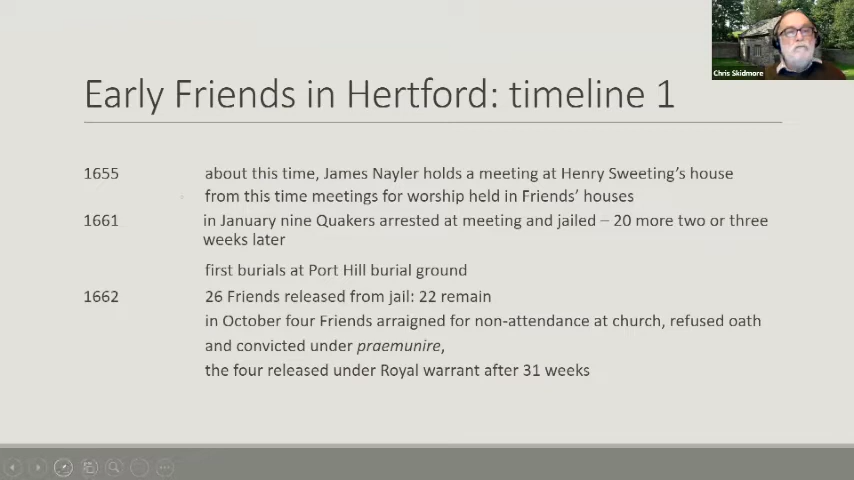 Chris Skidmore
Early Friends in Hertford: timeline 1
1655 about this time, James Nayler holds a meeting at Henry Sweeting's house
from this time meetings for worship held in Friends' houses
1661 in January nine Quakers arrested at meeting and jailed – 20 more two or three
weeks later
first burials at Port Hill burial ground
1662 26 Friends released from jail: 22 remain
in October four Friends arraigned for non-attendance at church, refused oath
and convicted under praemunire,
the four released under Royal warrant after 31 weeks